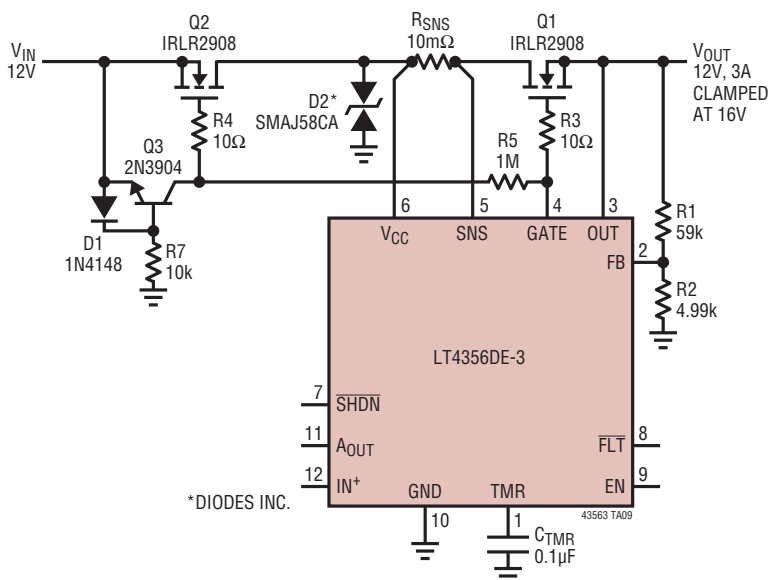 Q2
IRLR2908
RSNS
10mΩ
Q1
IRLR2908
VIN
12V
VOUT
12V, 3A
CLAMPED
AT 16V
D2*
SMAJ58CA
R4
10Ω
R3
10Ω
Q3
2N3904
R5
1M
D1
1N4148
R7
10k
6
5
4
3
VCC
SNS
GATE
OUT
R1
59k
FB
2
R2
4.99k
LT4356DE-3
7
SHDN
11
AOUT
FLT
8
12
IN+
EN
9
*DIODES INC.
GND
TMR
43563 TA09
10
1
CTMR
0.1µF